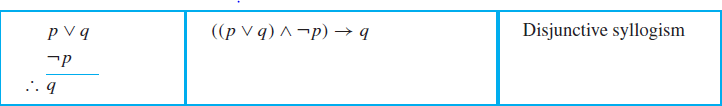 p ∨ q ((p ∨ q) ∧ ¬p) → q Disjunctive syllogism
¬p
∴ q